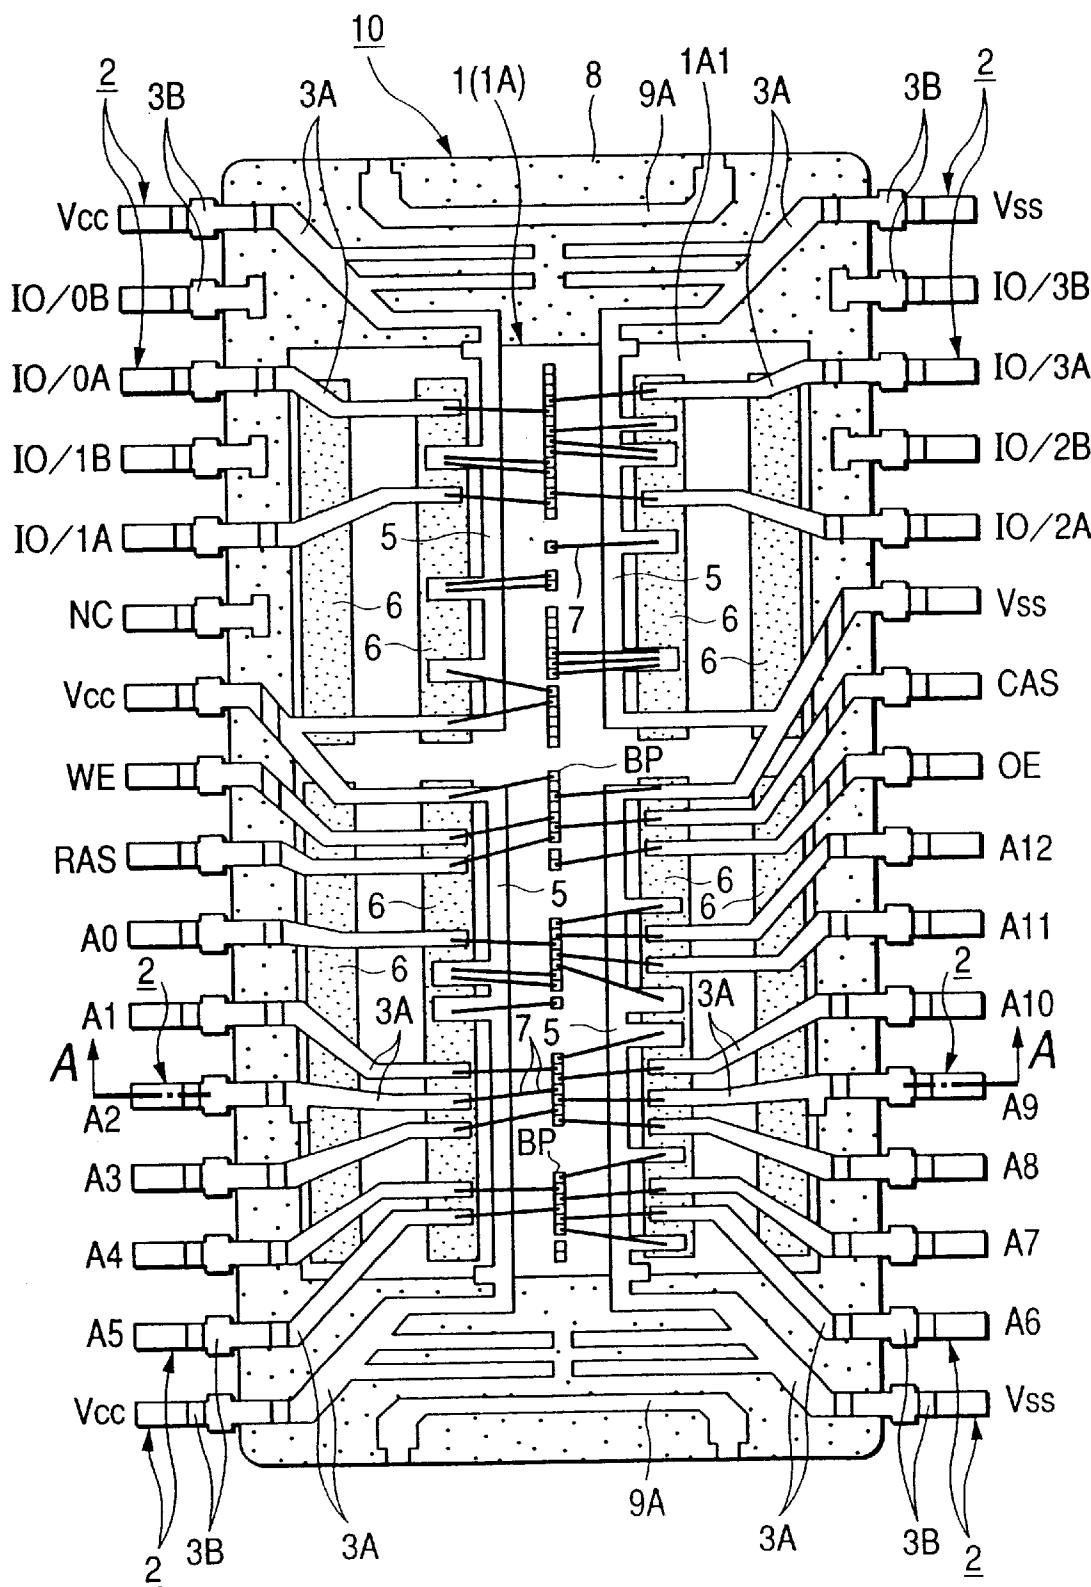 10
2
3B
3A
1(1A)
8
9A
1A1
3A
3B
2
Vcc
Vss
IO/0B
IO/3B
IO/0A
IO/3A
IO/1B
IO/2B
IO/1A
5
7
5
IO/2A
NC
6
6
6
6
Vss
Vcc
CAS
WE
BP
OE
RAS
6
5
6
6
A12
A0
6
A11
2
A1
3A
7
5
3A
A10
2
A
A
A2
A9
A3
BP
A8
A4
A7
A5
A6
Vcc
Vss
2
3B
3A
9A
3A
3B
2